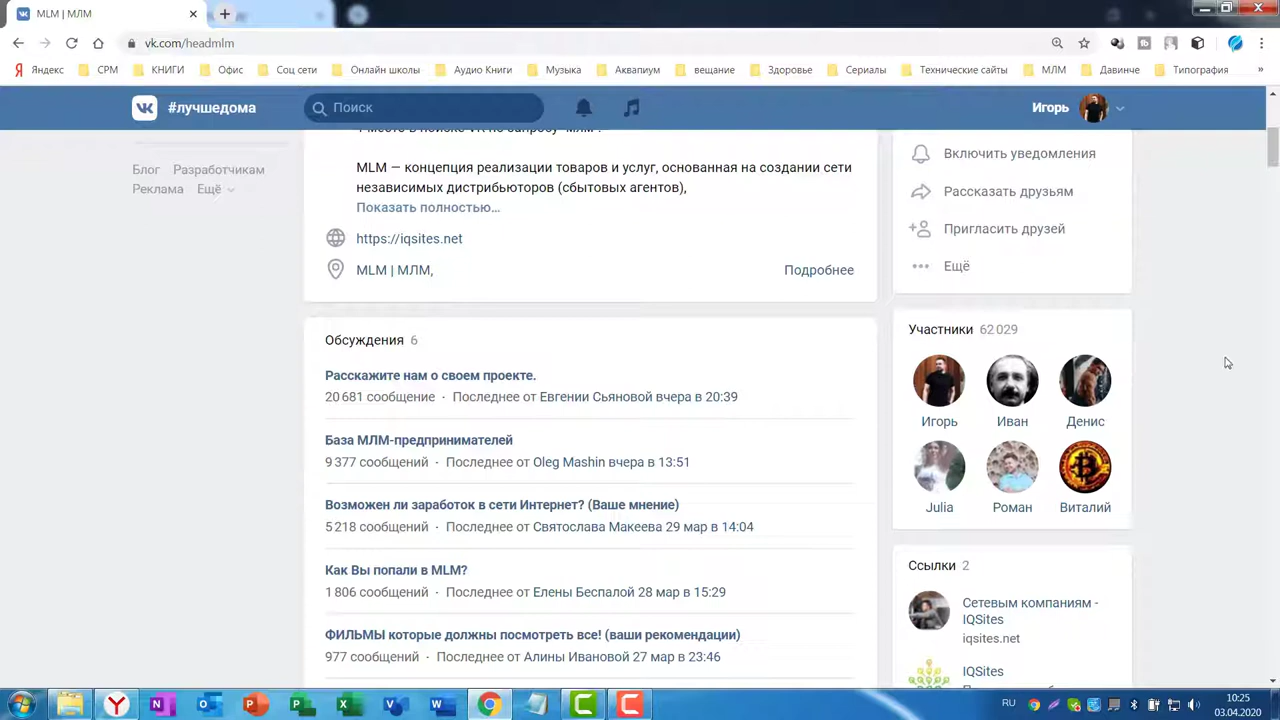 MLM | МЛМ
vk.com/headmlm
Яндекс
СРМ
КНИГИ
Офис
Соц сети
Онлайн школы
Аудио Книги
Музыка
Аквапиум
вещание
Здоровье
Сериалы
Технические сайты
МЛМ
Давинче
Типография
»
#лучшедома
Поиск
Игорь
Блог Разработчикам
Реклама Ещё
1 место в поиске VK по запросу "млм".
MLM — концепция реализации товаров и услуг, основанная на создании сети
независимых дистрибьюторов (сбытовых агентов),
Показать полностью…
https://iqsites.net
MLM | МЛМ,
Подробнее
Обсуждения 6
Расскажите нам о своем проекте.
20 681 сообщение · Последнее от Евгении Сьяновой вчера в 20:39
База МЛМ-предпринимателей
9 377 сообщений · Последнее от Oleg Mashin вчера в 13:51
Возможен ли заработок в сети Интернет? (Ваше мнение)
5 218 сообщений · Последнее от Святослава Макеева 29 мар в 14:04
Как Вы попали в MLM?
1 806 сообщений · Последнее от Елены Беспалой 28 мар в 15:29
ФИЛЬМЫ которые должны посмотреть все! (ваши рекомендации)
977 сообщений · Последнее от Алины Ивановой 27 мар в 23:46
Включить уведомления
Рассказать друзьям
Пригласить друзей
Ещё
Участники 62 029
Игорь
Иван
Денис
Julia
Роман
Виталий
Ссылки 2
Сетевым компаниям -
IQSites
iqsites.net
IQSites
RU
10:25
03.04.2020